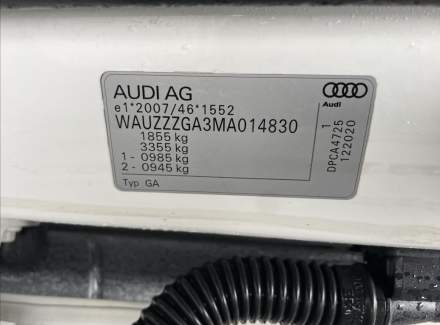 AUDI AG
e1*2007/46*1552
WAUZZZGA3MA014830
1855 kg
3355 kg
1- 0985 kg
2- 0945 kg
Typ GA
Audi
1
DPCA4725
122020